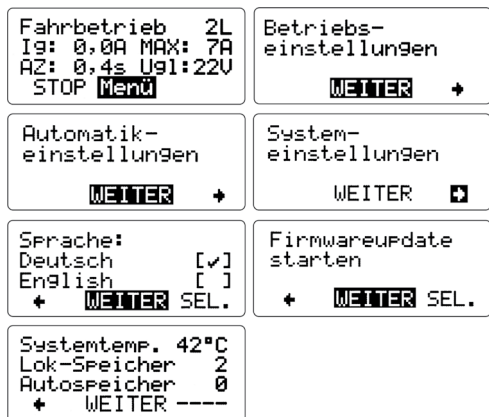 Fahrbetrieb 2L
Ig: 0,0A MAX: 7A
AZ: 0,4s Ugl:22V
STOP Menü
Betriebs-
einstellungen
WEITER →
Automatik-
einstellungen
WEITER →
System-
einstellungen
WEITER →
Sprache:
Deutsch [✓]
English [ ]
← WEITER SEL.
Firmwareupdate
starten
← WEITER SEL.
Systemtemp. 42°C
Lok-Speicher 2
Autospeicher 0
← WEITER ----